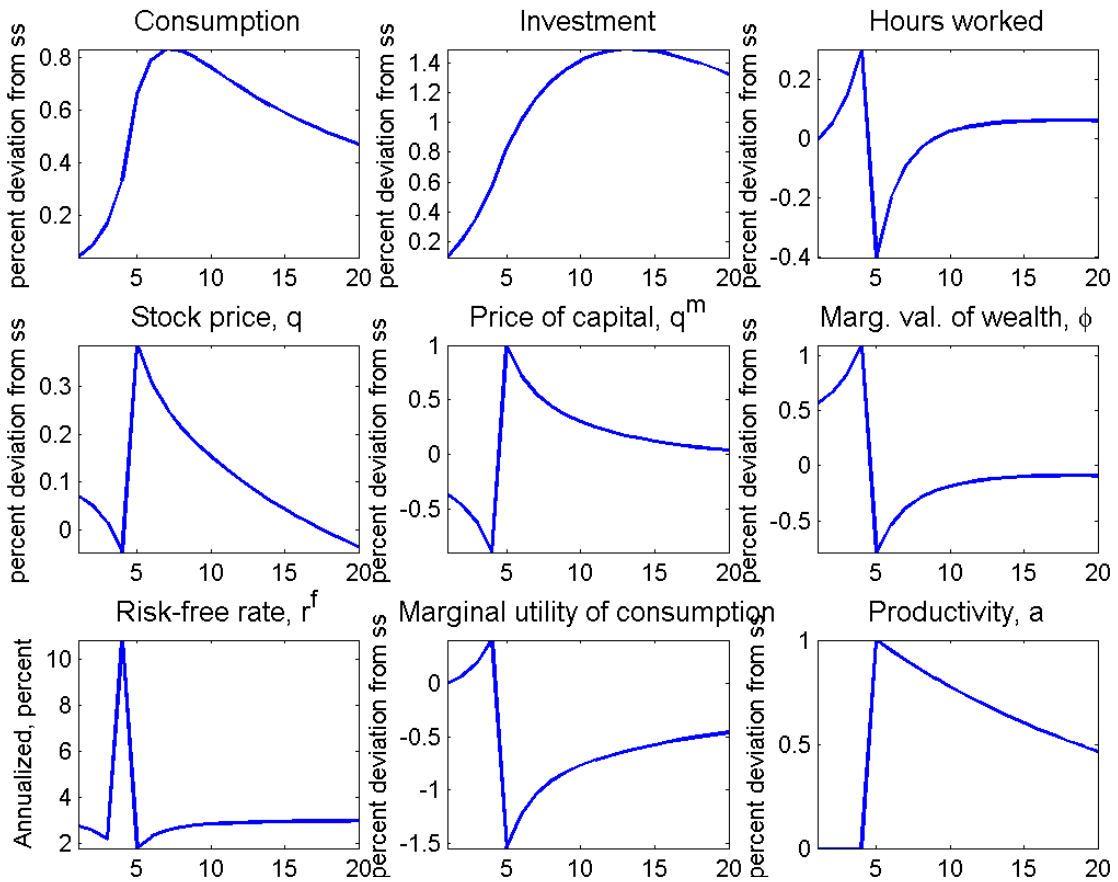 Consumption
Investment
Hours worked
percent deviation from ss
0.8
0.6
0.4
0.2
5 10 15 20
percent deviation from ss
1.4
1.2
1
0.8
0.6
0.4
0.2
5 10 15 20
percent deviation from ss
0.2
0
-0.2
-0.4
5 10 15 20
Stock price, q
Price of capital, q^m
Marg. val. of wealth, ϕ
percent deviation from ss
0.3
0.2
0.1
0
5 10 15 20
percent deviation from ss
1
0.5
0
-0.5
5 10 15 20
percent deviation from ss
1
0.5
0
-0.5
5 10 15 20
Risk-free rate, r^f
Marginal utility of consumption
Productivity, a
Annualized, percent
10
8
6
4
2
5 10 15 20
percent deviation from ss
0
-0.5
-1
-1.5
5 10 15 20
percent deviation from ss
1
0.5
0
5 10 15 20